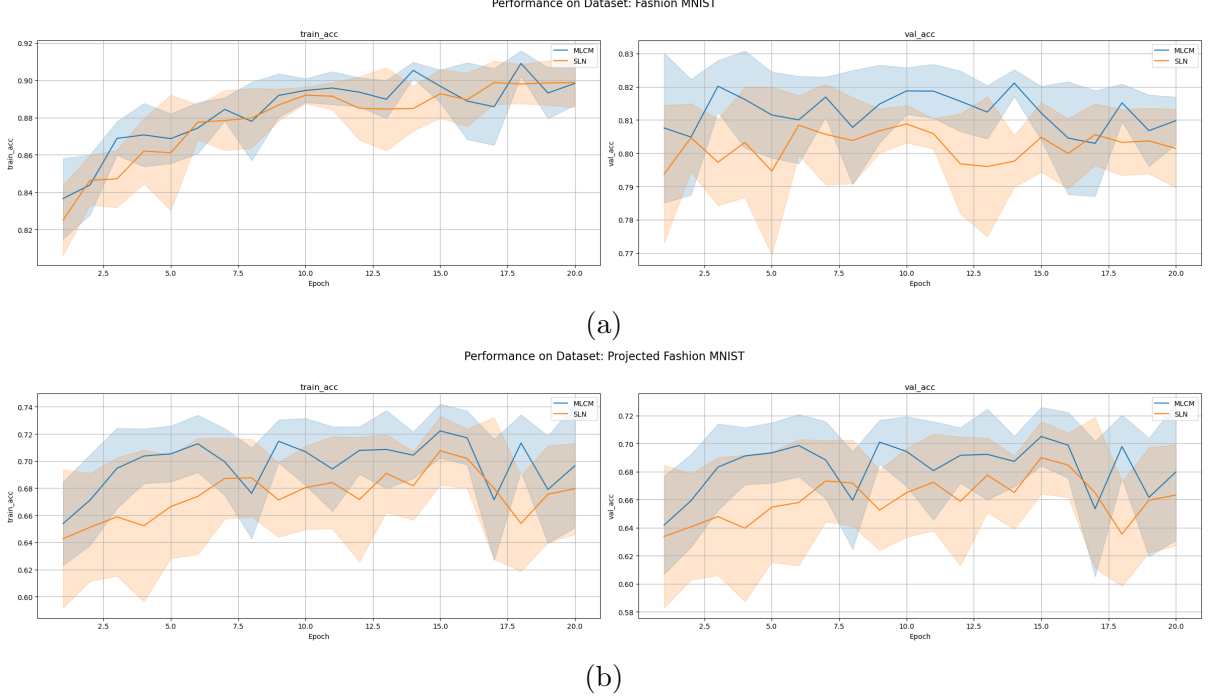 Performance on Dataset: Fashion MNIST
train_acc
MLCM
SLN
0.92
0.90
0.88
0.86
0.84
0.82
train_acc
2.5 5.0 7.5 10.0 12.5 15.0 17.5 20.0
Epoch
val_acc
MLCM
SLN
0.83
0.82
0.81
0.80
0.79
0.78
0.77
val_acc
2.5 5.0 7.5 10.0 12.5 15.0 17.5 20.0
Epoch
(a)
Performance on Dataset: Projected Fashion MNIST
train_acc
MLCM
SLN
0.74
0.72
0.70
0.68
0.66
0.64
0.62
0.60
train_acc
2.5 5.0 7.5 10.0 12.5 15.0 17.5 20.0
Epoch
val_acc
MLCM
SLN
0.72
0.70
0.68
0.66
0.64
0.62
0.60
0.58
val_acc
2.5 5.0 7.5 10.0 12.5 15.0 17.5 20.0
Epoch
(b)